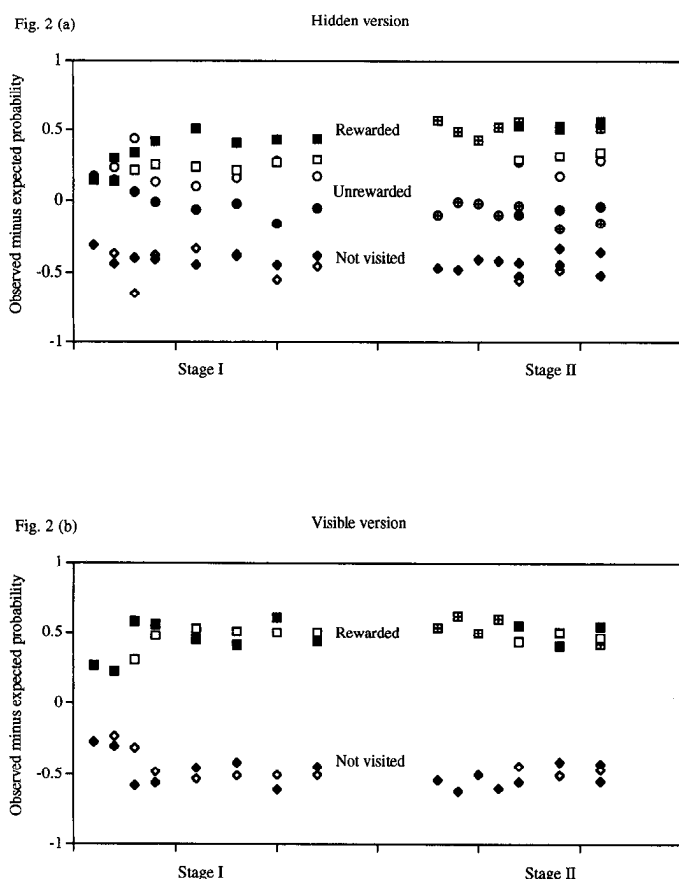 Fig. 2 (a)
Hidden version
Observed minus expected probability
1
0.5
0
-0.5
-1
Rewarded
Unrewarded
Not visited
Stage I
Stage II
Fig. 2 (b)
Visible version
Observed minus expected probability
1
0.5
0
-0.5
-1
Rewarded
Not visited
Stage I
Stage II